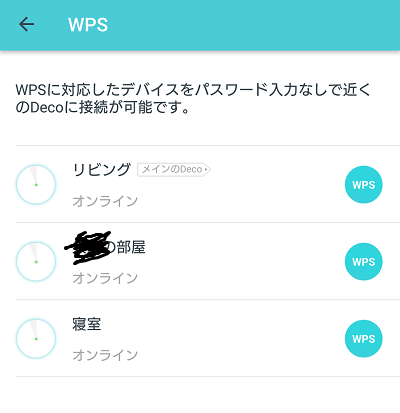 WPS
WPSに対応したデバイスをパスワード入力なしで近く
のDecoに接続が可能です。
リビング メインのDeco
WPS
オンライン
の部屋
WPS
オンライン
寝室
WPS
オンライン